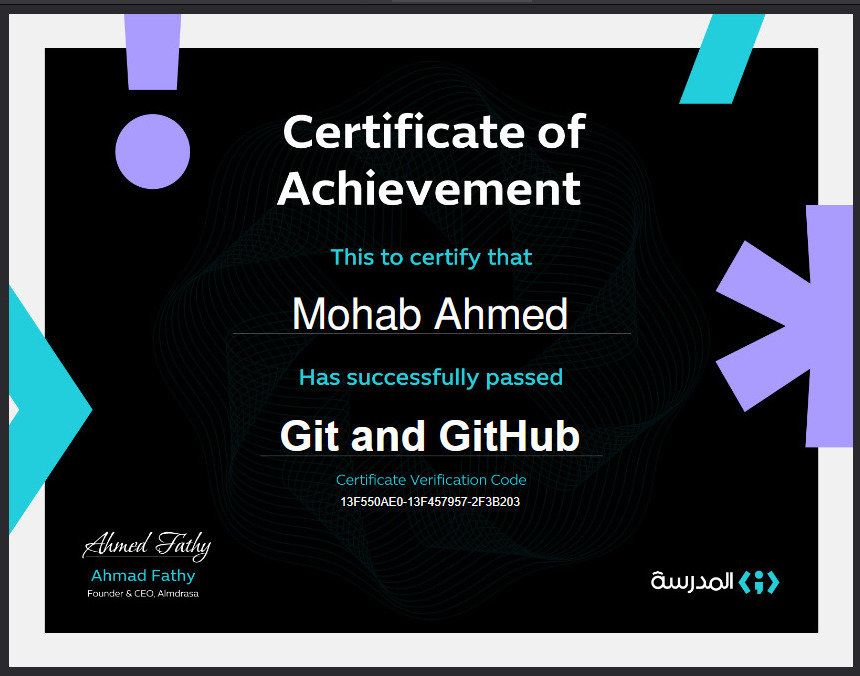 Certificate of
Achievement
This to certify that
Mohab Ahmed
Has successfully passed
Git and GitHub
Certificate Verification Code
13F550AE0-13F457957-2F3B203
Ahmed Fathy
Ahmad Fathy
Founder & CEO, Almdrasa
المدرسة